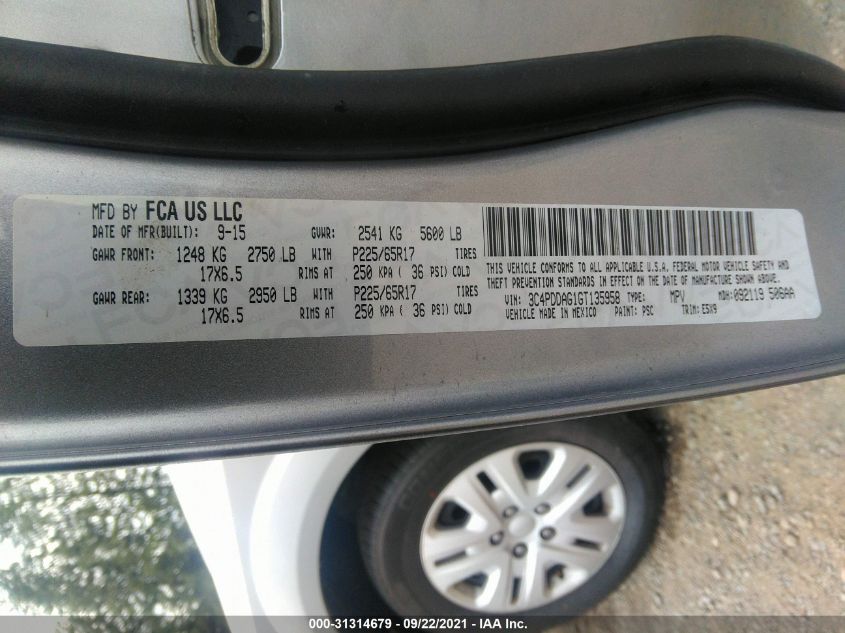 MFD BY FCA US LLC
DATE OF MFR(BUILT): 9-15 GVWR: 2541 KG 5600 LB
GAWR FRONT: 1248 KG 2750 LB WITH P225/65R17 TIRES
17X6.5 RIMS AT 250 KPA ( 36 PSI) COLD
GAWR REAR: 1339 KG 2950 LB WITH P225/65R17 TIRES
17X6.5 RIMS AT 250 KPA ( 36 PSI) COLD
THIS VEHICLE CONFORMS TO ALL APPLICABLE U.S.A. FEDERAL MOTOR VEHICLE SAFETY AND
THEFT PREVENTION STANDARDS IN EFFECT ON THE DATE OF MANUFACTURE SHOWN ABOVE.
VIN: 3C4PDDAG1GT135958 TYPE: MPV MDH:092119 506AA
VEHICLE MADE IN MEXICO PAINT: PSC TRIM: E5X9
000-31314679 - 09/22/2021 - IAA Inc.